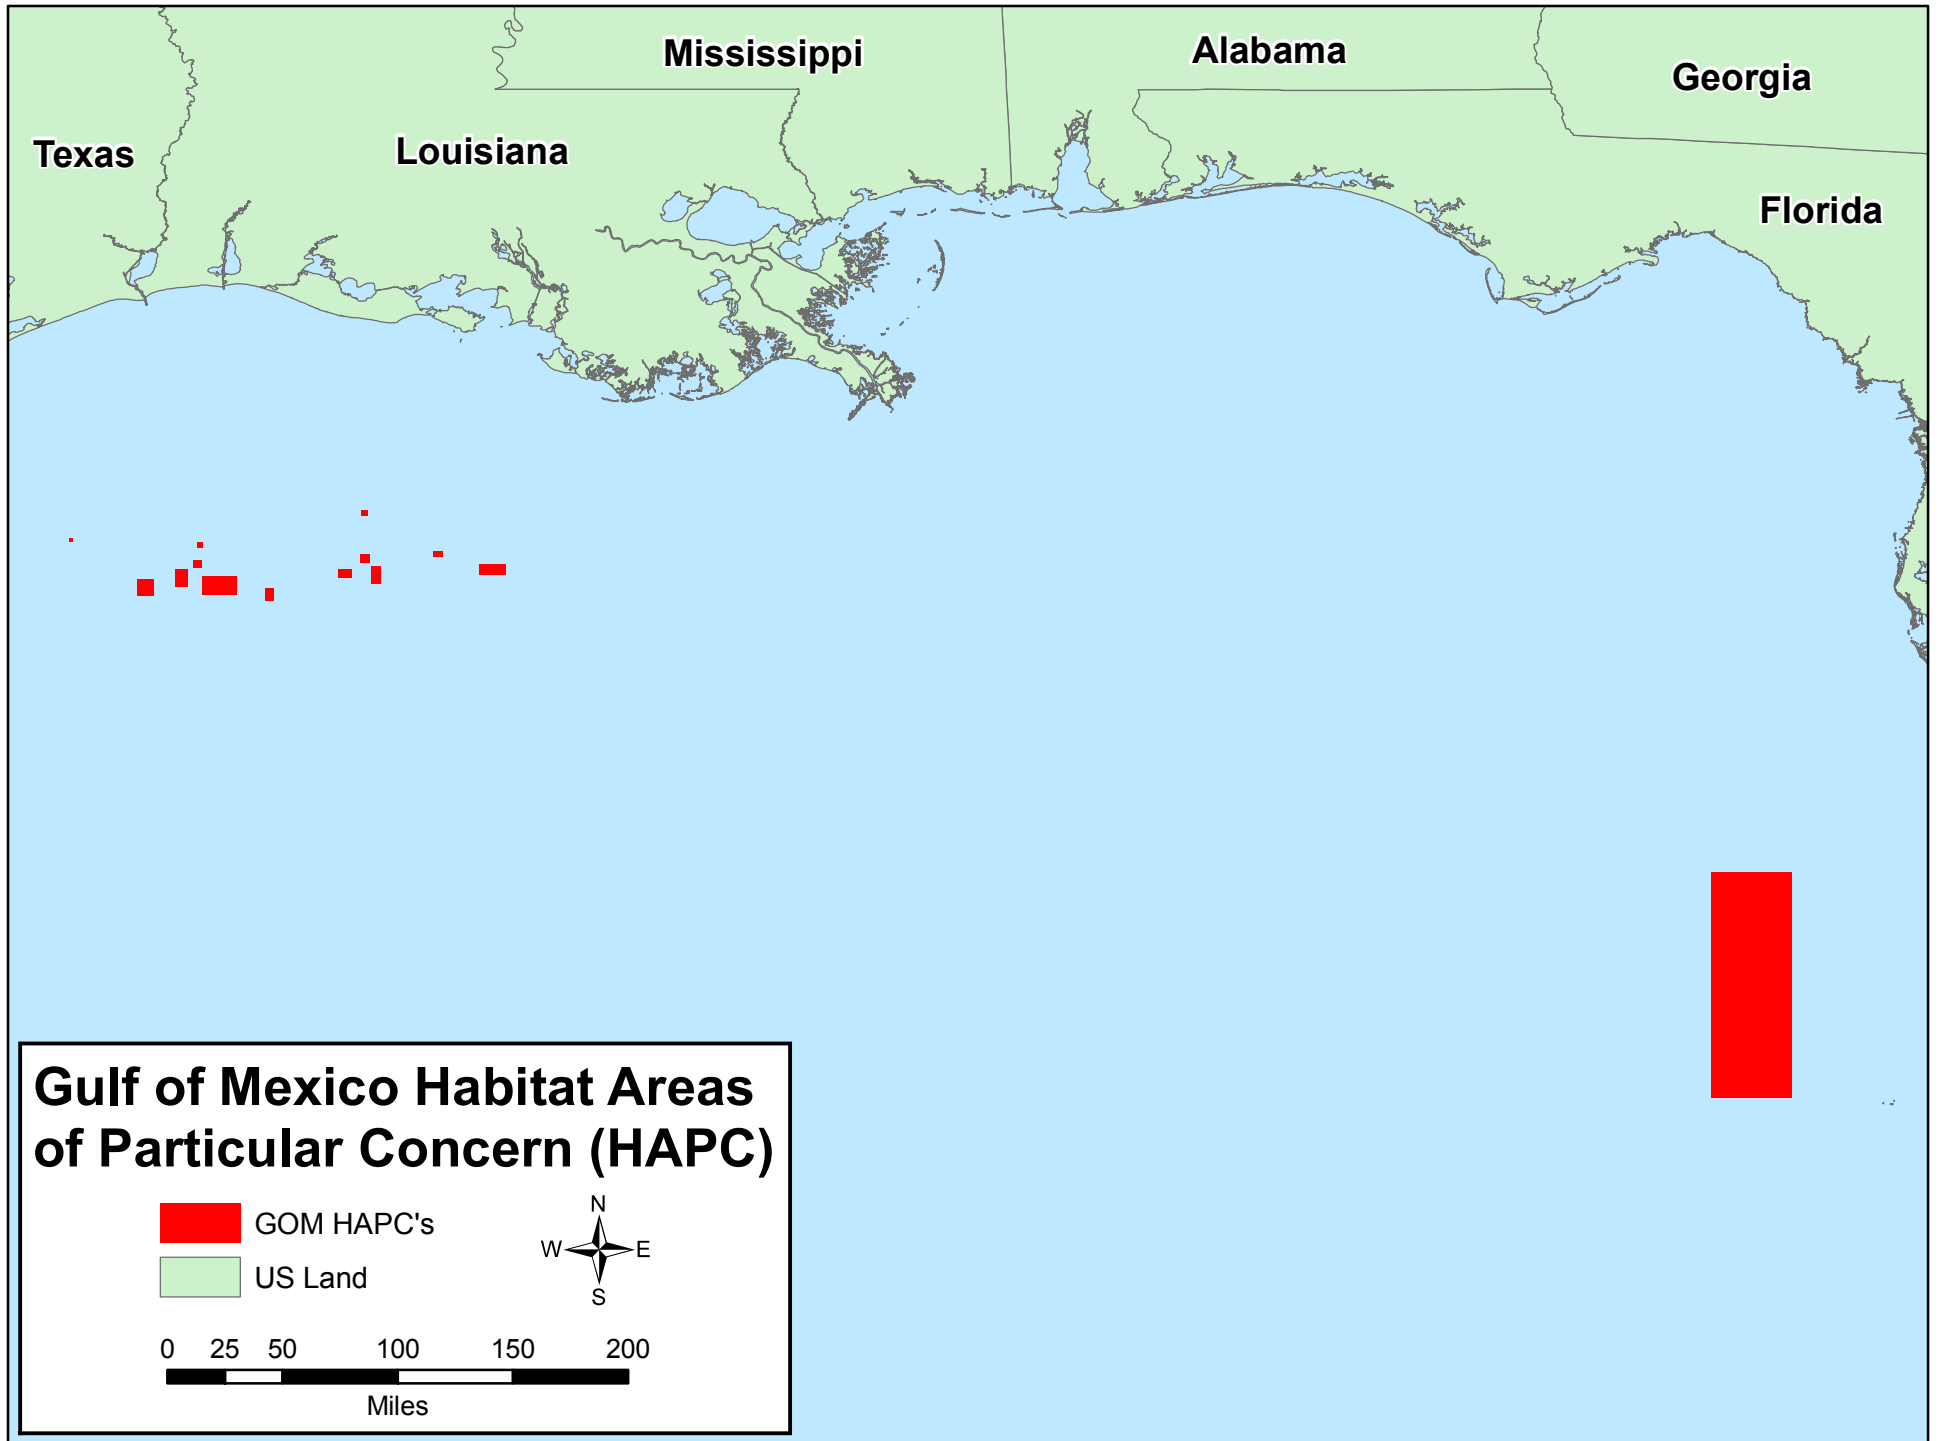 Mississippi
Alabama
Georgia
Texas
Louisiana
Florida
Gulf of Mexico Habitat Areas
of Particular Concern (HAPC)
GOM HAPC's
US Land
N
W E
S
0 25 50 100 150 200
Miles